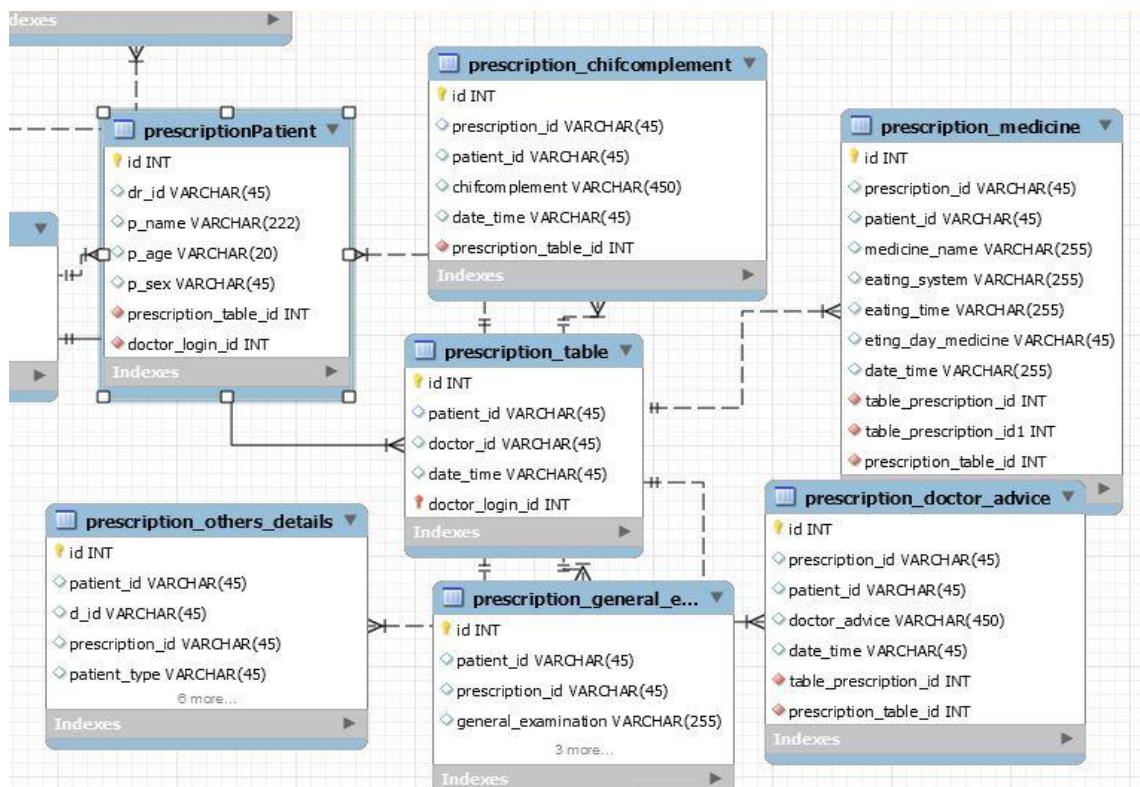 Indexes
prescriptionPatient
id INT
dr_id VARCHAR(45)
p_name VARCHAR(222)
p_age VARCHAR(20)
p_sex VARCHAR(45)
prescription_table_id INT
doctor_login_id INT
Indexes
prescription_chifcomplement
id INT
prescription_id VARCHAR(45)
patient_id VARCHAR(45)
chifcomplement VARCHAR(450)
date_time VARCHAR(45)
prescription_table_id INT
Indexes
prescription_medicine
id INT
prescription_id VARCHAR(45)
patient_id VARCHAR(45)
medicine_name VARCHAR(255)
eating_system VARCHAR(255)
eating_time VARCHAR(255)
eting_day_medicine VARCHAR(45)
date_time VARCHAR(255)
table_prescription_id INT
table_prescription_id1 INT
prescription_table_id INT
prescription_table
id INT
patient_id VARCHAR(45)
doctor_id VARCHAR(45)
date_time VARCHAR(45)
doctor_login_id INT
Indexes
prescription_others_details
id INT
patient_id VARCHAR(45)
d_id VARCHAR(45)
prescription_id VARCHAR(45)
patient_type VARCHAR(45)
6 more...
Indexes
prescription_general_e...
id INT
patient_id VARCHAR(45)
prescription_id VARCHAR(45)
general_examination VARCHAR(255)
3 more...
Indexes
prescription_doctor_advice
id INT
prescription_id VARCHAR(45)
patient_id VARCHAR(45)
doctor_advice VARCHAR(450)
date_time VARCHAR(45)
table_prescription_id INT
prescription_table_id INT
Indexes